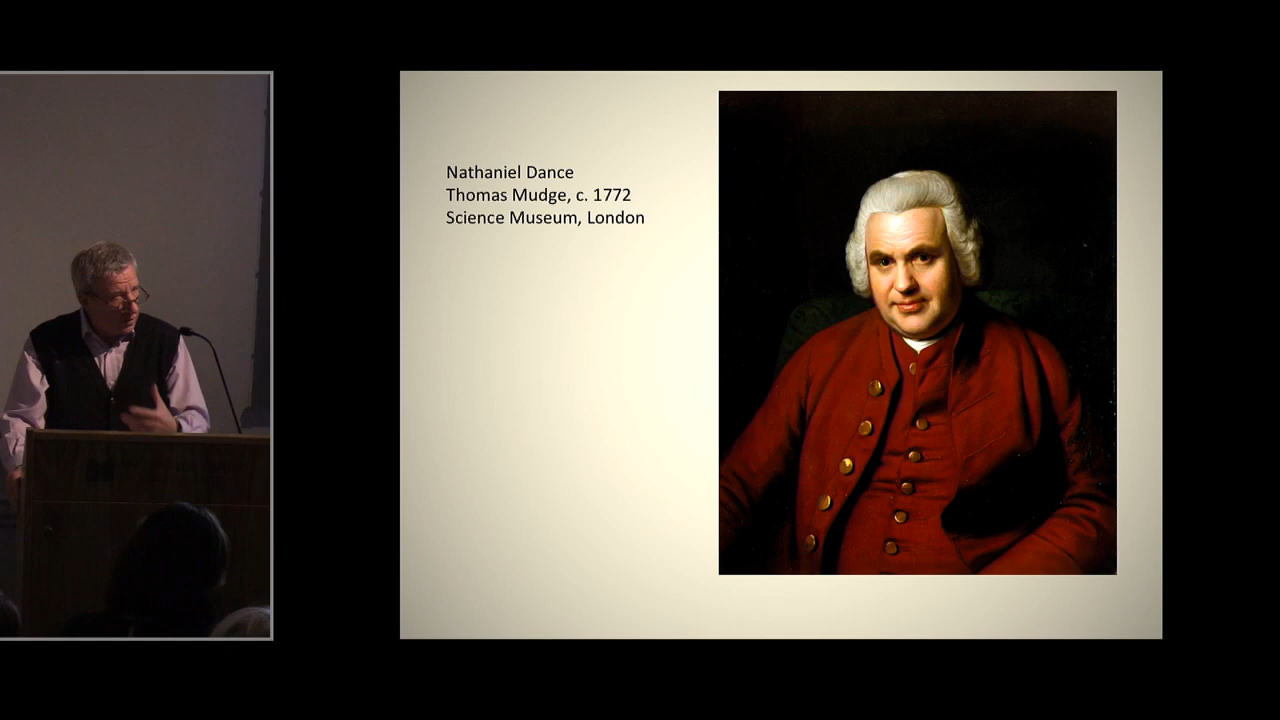 Nathaniel Dance
Thomas Mudge, c. 1772
Science Museum, London